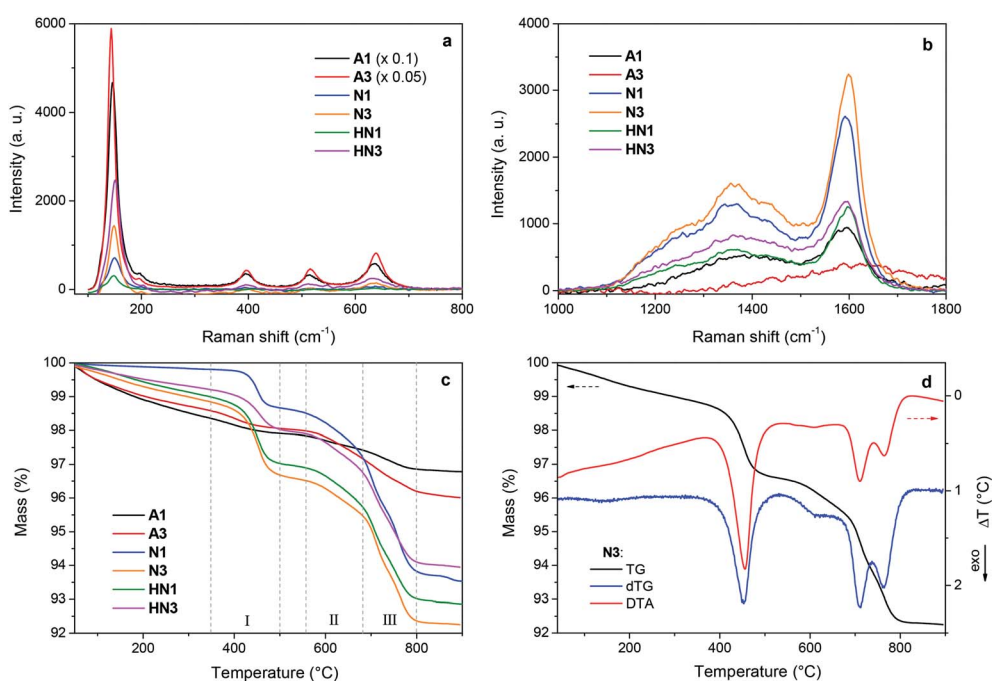 a
6000
4000
2000
0
Intensity (a. u.)
A1 (x 0.1)
A3 (x 0.05)
N1
N3
HN1
HN3
200 400 600 800
Raman shift (cm⁻¹)
b
4000
3000
2000
1000
0
Intensity (a. u.)
A1
A3
N1
N3
HN1
HN3
1000 1200 1400 1600 1800
Raman shift (cm⁻¹)
c
100
99
98
97
96
95
94
93
92
Mass (%)
A1
A3
N1
N3
HN1
HN3
I II III
200 400 600 800
Temperature (°C)
d
100
99
98
97
96
95
94
93
92
Mass (%)
N3:
TG
dTG
DTA
0
1
2
ΔT (°C)
exo
200 400 600 800
Temperature (°C)